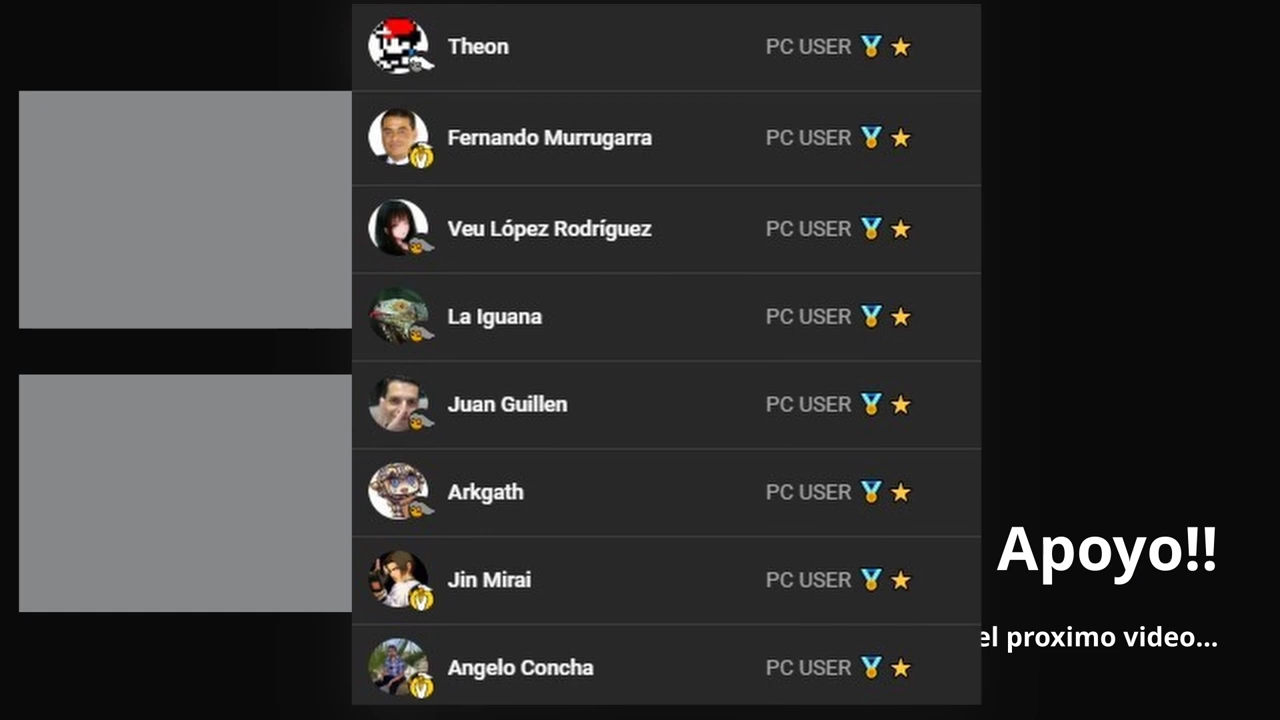 Theon PC USER
Fernando Murrugarra PC USER
Veu López Rodríguez PC USER
La Iguana PC USER
Juan Guillen PC USER
Arkgath PC USER
Jin Mirai PC USER
Angelo Concha PC USER
Apoyo!!
el proximo video...